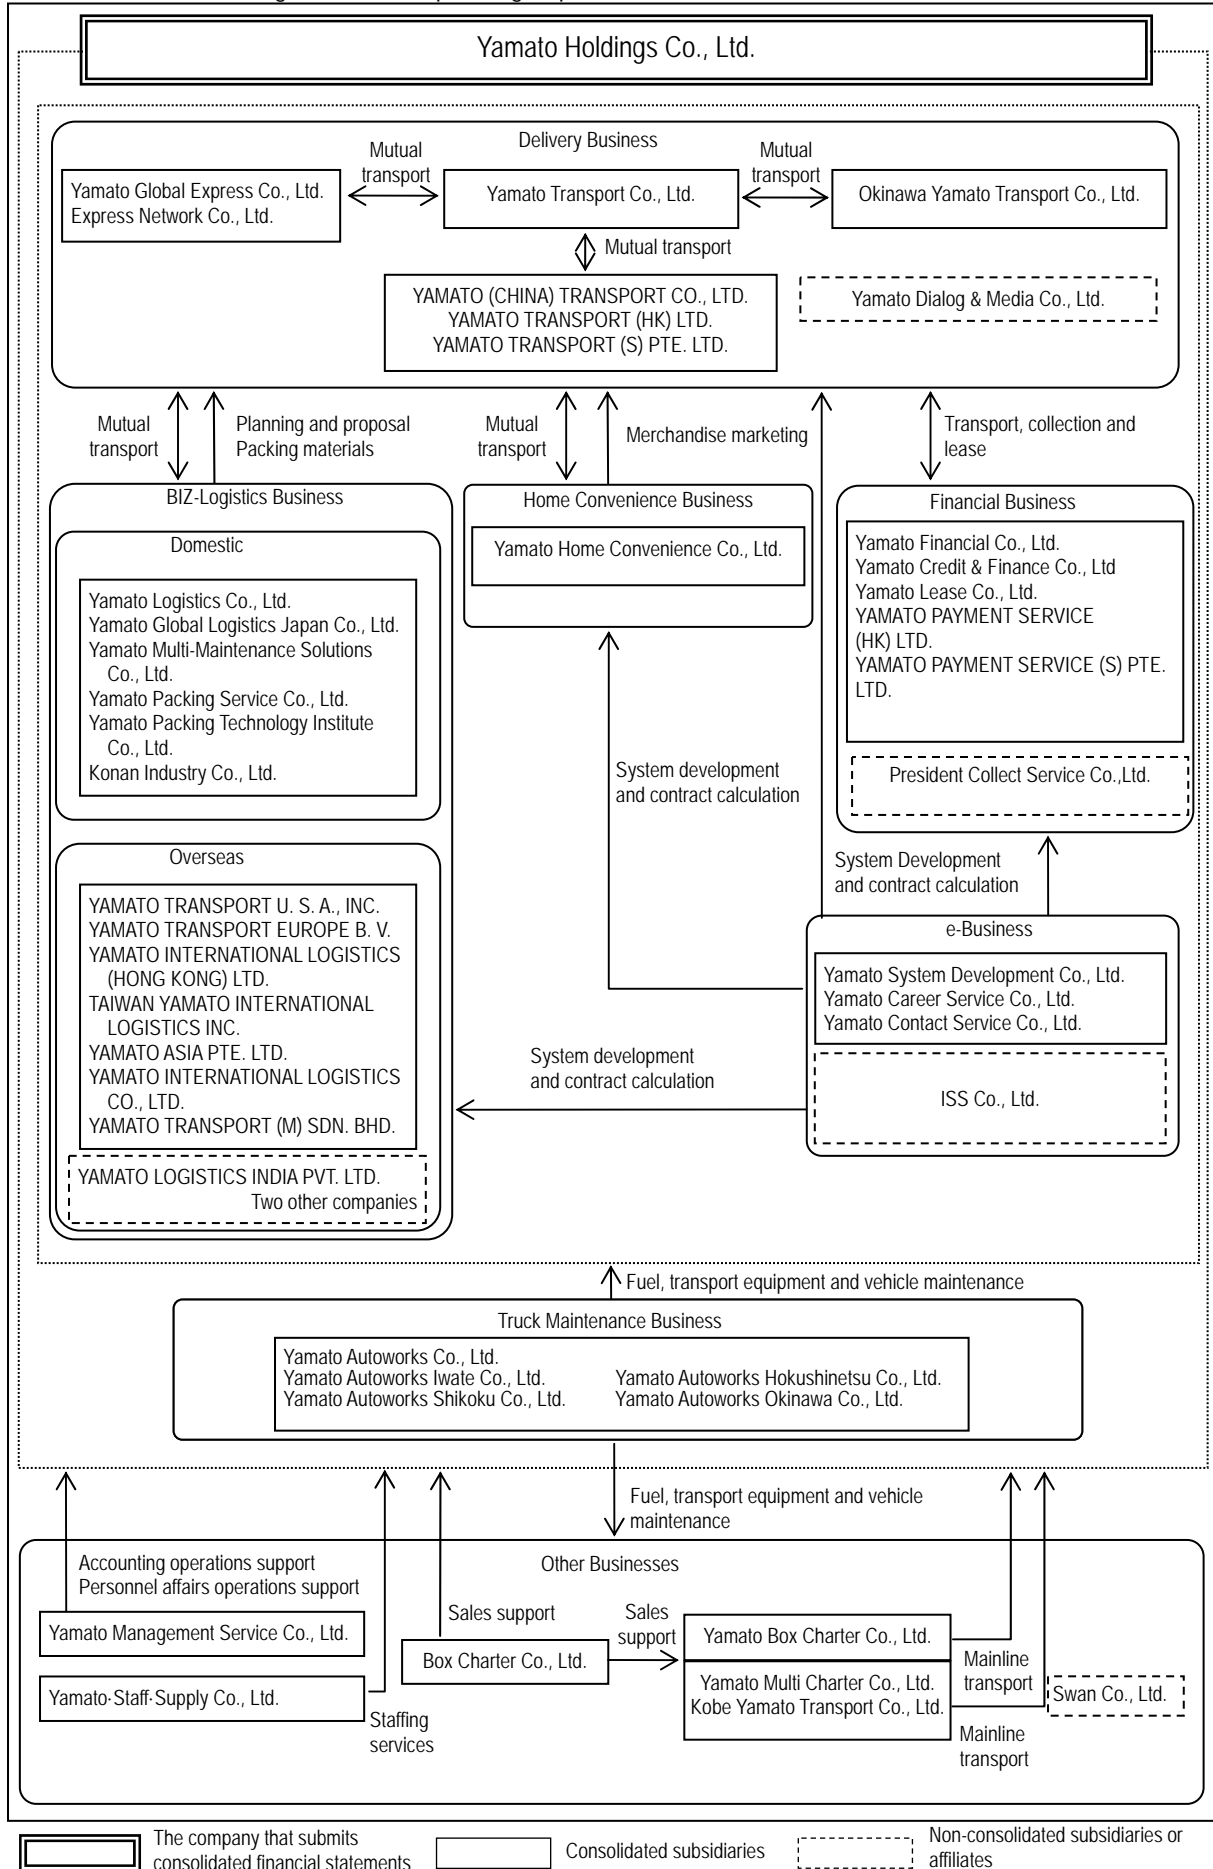 Yamato Holdings Co., Ltd.
Delivery Business
Mutual
transport
Mutual
transport
Yamato Global Express Co., Ltd.
Express Network Co., Ltd.
Yamato Transport Co., Ltd.
Okinawa Yamato Transport Co., Ltd.
Mutual transport
YAMATO (CHINA) TRANSPORT CO., LTD.
YAMATO TRANSPORT (HK) LTD.
YAMATO TRANSPORT (S) PTE. LTD.
Yamato Dialog & Media Co., Ltd.
Mutual
transport
Planning and proposal
Packing materials
Mutual
transport
Merchandise marketing
Transport, collection and
lease
BIZ-Logistics Business
Domestic
Yamato Logistics Co., Ltd.
Yamato Global Logistics Japan Co., Ltd.
Yamato Multi-Maintenance Solutions
Co., Ltd.
Yamato Packing Service Co., Ltd.
Yamato Packing Technology Institute
Co., Ltd.
Konan Industry Co., Ltd.
Overseas
YAMATO TRANSPORT U. S. A., INC.
YAMATO TRANSPORT EUROPE B. V.
YAMATO INTERNATIONAL LOGISTICS
(HONG KONG) LTD.
TAIWAN YAMATO INTERNATIONAL
LOGISTICS INC.
YAMATO ASIA PTE. LTD.
YAMATO INTERNATIONAL LOGISTICS
CO., LTD.
YAMATO TRANSPORT (M) SDN. BHD.
YAMATO LOGISTICS INDIA PVT. LTD.
Two other companies
Home Convenience Business
Yamato Home Convenience Co., Ltd.
Financial Business
Yamato Financial Co., Ltd.
Yamato Credit & Finance Co., Ltd
Yamato Lease Co., Ltd.
YAMATO PAYMENT SERVICE
(HK) LTD.
YAMATO PAYMENT SERVICE (S) PTE.
LTD.
President Collect Service Co.,Ltd.
System development
and contract calculation
System Development
and contract calculation
e-Business
Yamato System Development Co., Ltd.
Yamato Career Service Co., Ltd.
Yamato Contact Service Co., Ltd.
ISS Co., Ltd.
System development
and contract calculation
Fuel, transport equipment and vehicle maintenance
Truck Maintenance Business
Yamato Autoworks Co., Ltd.
Yamato Autoworks Iwate Co., Ltd.
Yamato Autoworks Hokushinetsu Co., Ltd.
Yamato Autoworks Shikoku Co., Ltd.
Yamato Autoworks Okinawa Co., Ltd.
Fuel, transport equipment and vehicle
maintenance
Other Businesses
Accounting operations support
Personnel affairs operations support
Yamato Management Service Co., Ltd.
Yamato·Staff·Supply Co., Ltd.
Staffing
services
Sales support
Box Charter Co., Ltd.
Sales
support
Yamato Box Charter Co., Ltd.
Yamato Multi Charter Co., Ltd.
Kobe Yamato Transport Co., Ltd.
Mainline
transport
Mainline
transport
Swan Co., Ltd.
The company that submits
consolidated financial statements
Consolidated subsidiaries
Non-consolidated subsidiaries or
affiliates